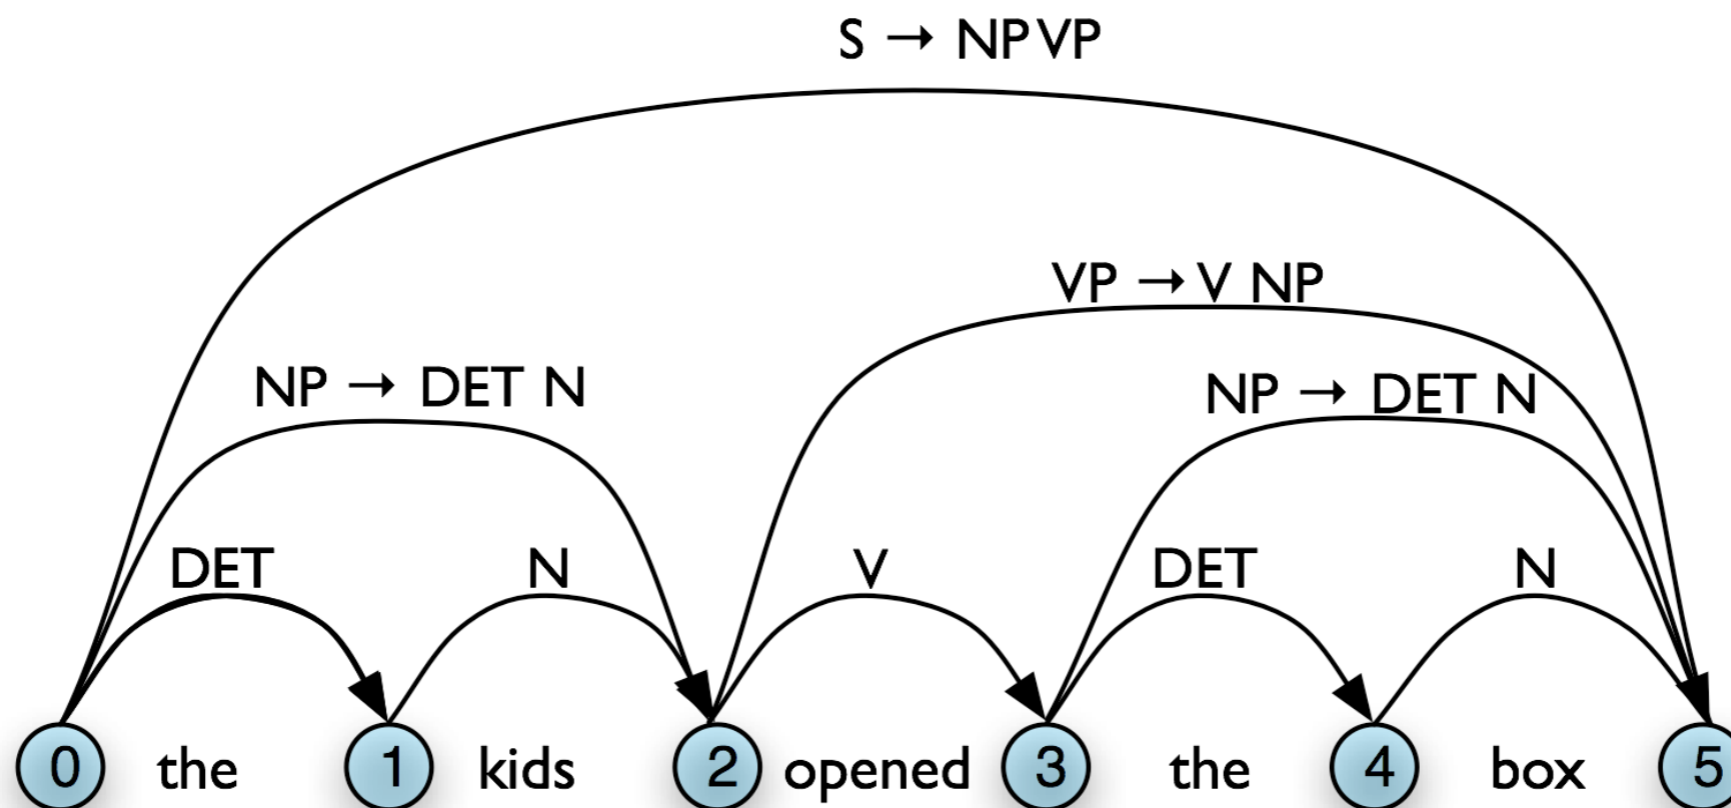 S → NP VP
VP → V NP
NP → DET N
NP → DET N
DET N V DET N
0 the 1 kids 2 opened 3 the 4 box 5